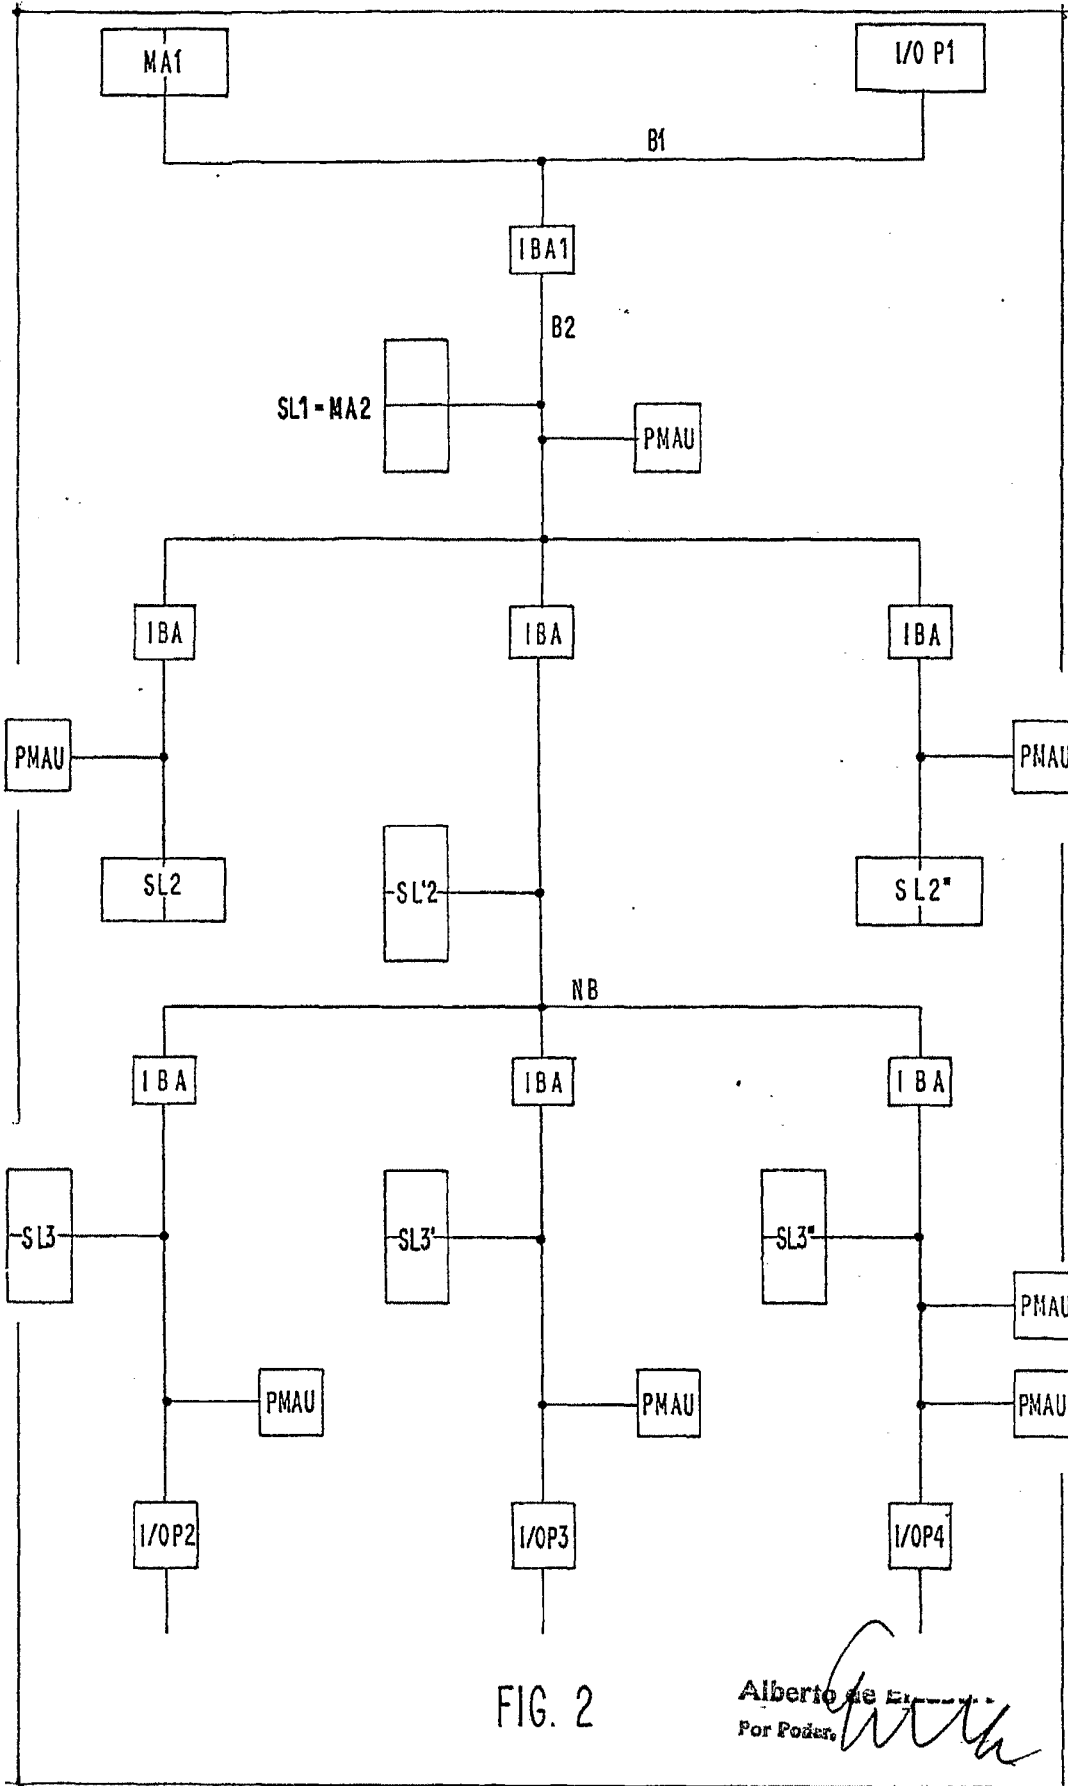 MA1
I/O P1
B1
IBA1
B2
SL1=MA2
PMAU
IBA
IBA
IBA
PMAU
PMAU
SL2
SL'2
SL2"
NB
IBA
IBA
IBA
SL3
SL3'
SL3"
PMAU
PMAU
PMAU
PMAU
I/OP2
I/OP3
I/OP4
FIG. 2
Alberto de
Por Poder.